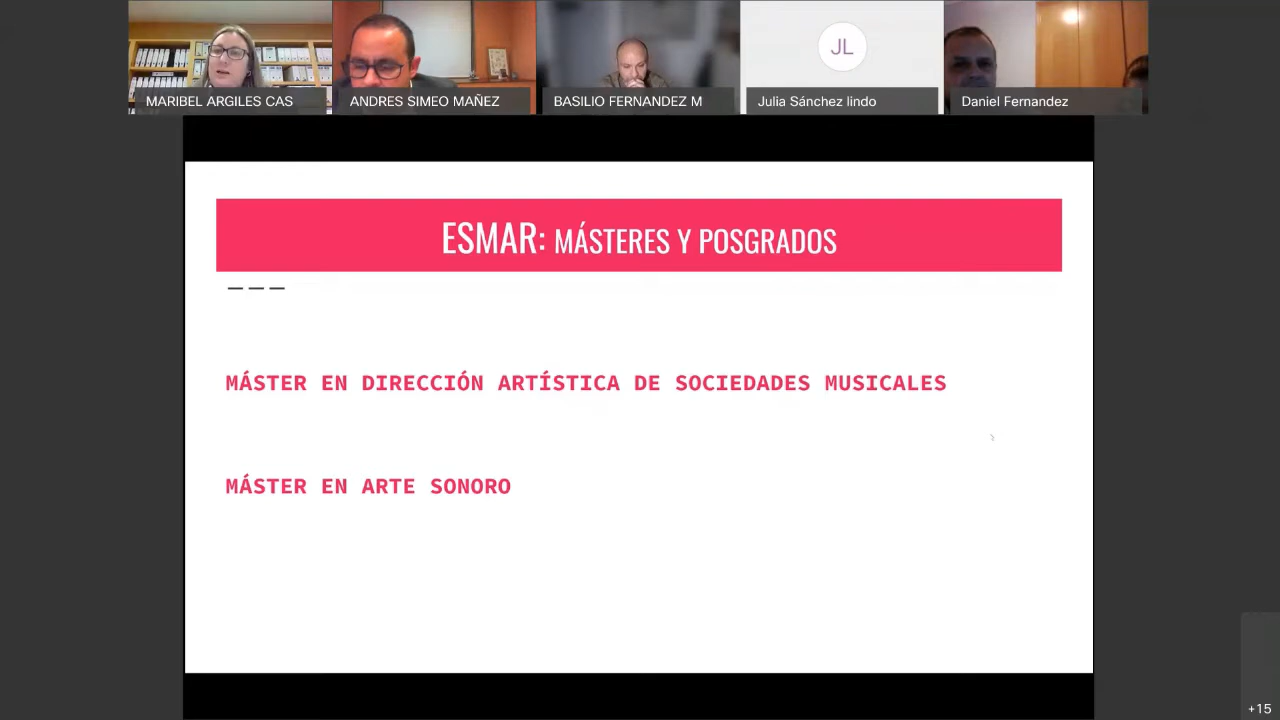 MARIBEL ARGILES CAS
ANDRES SIMEO MAÑEZ
BASILIO FERNANDEZ M
JL
Julia Sánchez lindo
Daniel Fernandez
ESMAR: MÁSTERES Y POSGRADOS
MÁSTER EN DIRECCIÓN ARTÍSTICA DE SOCIEDADES MUSICALES
MÁSTER EN ARTE SONORO
+15